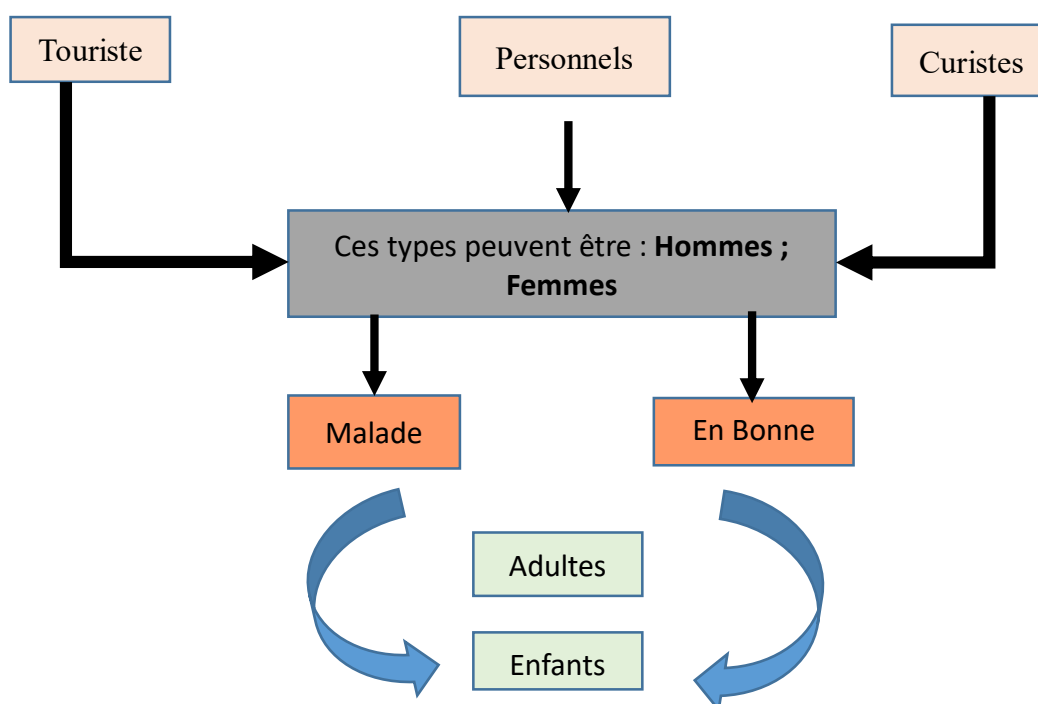 Touriste
Personnels
Curistes
Ces types peuvent être : Hommes ;
Femmes
Malade
En Bonne
Adultes
Enfants